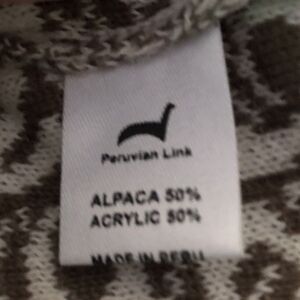 Peruvian Link
ALPACA 50%
ACRYLIC 50%
MADE IN PERU